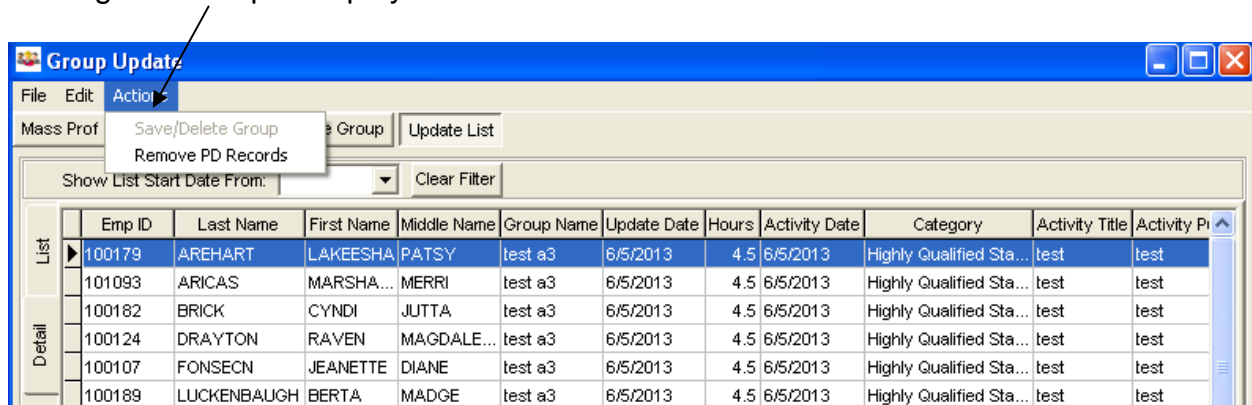 Group Update
File Edit Actions
Mass Prof Group Update List
Save/Delete Group
Remove PD Records
Show List Start Date From: Clear Filter
List
Detail
Emp ID Last Name First Name Middle Name Group Name Update Date Hours Activity Date Category Activity Title Activity
100179 AREHART LAKEESHA PATSY test a3 6/5/2013 4.5 6/5/2013 Highly Qualified Sta... test test
101093 ARICAS MARSHA... MERRI test a3 6/5/2013 4.5 6/5/2013 Highly Qualified Sta... test test
100182 BRICK CYNDI JUTTA test a3 6/5/2013 4.5 6/5/2013 Highly Qualified Sta... test test
100124 DRAYTON RAVEN MAGDALE... test a3 6/5/2013 4.5 6/5/2013 Highly Qualified Sta... test test
100107 FONSECN JEANETTE DIANE test a3 6/5/2013 4.5 6/5/2013 Highly Qualified Sta... test test
100189 LUCKENBAUGH BERTA MADGE test a3 6/5/2013 4.5 6/5/2013 Highly Qualified Sta... test test